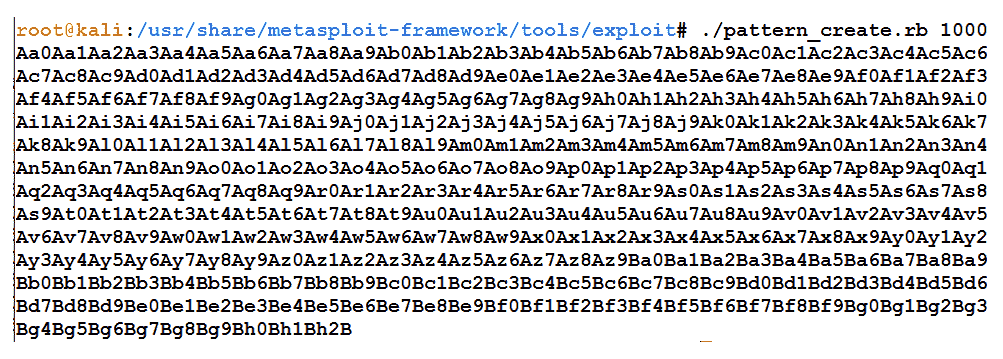 root@kali:/usr/share/metasploit-framework/tools/exploit# ./pattern_create.rb 1000
Aa0Aa1Aa2Aa3Aa4Aa5Aa6Aa7Aa8Aa9Ab0Ab1Ab2Ab3Ab4Ab5Ab6Ab7Ab8Ab9Ac0Ac1Ac2Ac3Ac4Ac5Ac6
Ac7Ac8Ac9Ad0Ad1Ad2Ad3Ad4Ad5Ad6Ad7Ad8Ad9Ae0Ae1Ae2Ae3Ae4Ae5Ae6Ae7Ae8Ae9Af0Af1Af2Af3
Af4Af5Af6Af7Af8Af9Ag0Ag1Ag2Ag3Ag4Ag5Ag6Ag7Ag8Ag9Ah0Ah1Ah2Ah3Ah4Ah5Ah6Ah7Ah8Ah9Ai0
Ai1Ai2Ai3Ai4Ai5Ai6Ai7Ai8Ai9Aj0Aj1Aj2Aj3Aj4Aj5Aj6Aj7Aj8Aj9Ak0Ak1Ak2Ak3Ak4Ak5Ak6Ak7
Ak8Ak9Al0Al1Al2Al3Al4Al5Al6Al7Al8Al9Am0Am1Am2Am3Am4Am5Am6Am7Am8Am9An0An1An2An3An4
An5An6An7An8An9Ao0Ao1Ao2Ao3Ao4Ao5Ao6Ao7Ao8Ao9Ap0Ap1Ap2Ap3Ap4Ap5Ap6Ap7Ap8Ap9Aq0Aq1
Aq2Aq3Aq4Aq5Aq6Aq7Aq8Aq9Ar0Ar1Ar2Ar3Ar4Ar5Ar6Ar7Ar8Ar9As0As1As2As3As4As5As6As7As8
As9At0At1At2At3At4At5At6At7At8At9Au0Au1Au2Au3Au4Au5Au6Au7Au8Au9Av0Av1Av2Av3Av4Av5
Av6Av7Av8Av9Aw0Aw1Aw2Aw3Aw4Aw5Aw6Aw7Aw8Aw9Ax0Ax1Ax2Ax3Ax4Ax5Ax6Ax7Ax8Ax9Ay0Ay1Ay2
Ay3Ay4Ay5Ay6Ay7Ay8Ay9Az0Az1Az2Az3Az4Az5Az6Az7Az8Az9Ba0Ba1Ba2Ba3Ba4Ba5Ba6Ba7Ba8Ba9
Bb0Bb1Bb2Bb3Bb4Bb5Bb6Bb7Bb8Bb9Bc0Bc1Bc2Bc3Bc4Bc5Bc6Bc7Bc8Bc9Bd0Bd1Bd2Bd3Bd4Bd5Bd6
Bd7Bd8Bd9Be0Be1Be2Be3Be4Be5Be6Be7Be8Be9Bf0Bf1Bf2Bf3Bf4Bf5Bf6Bf7Bf8Bf9Bg0Bg1Bg2Bg3
Bg4Bg5Bg6Bg7Bg8Bg9Bh0Bh1Bh2B